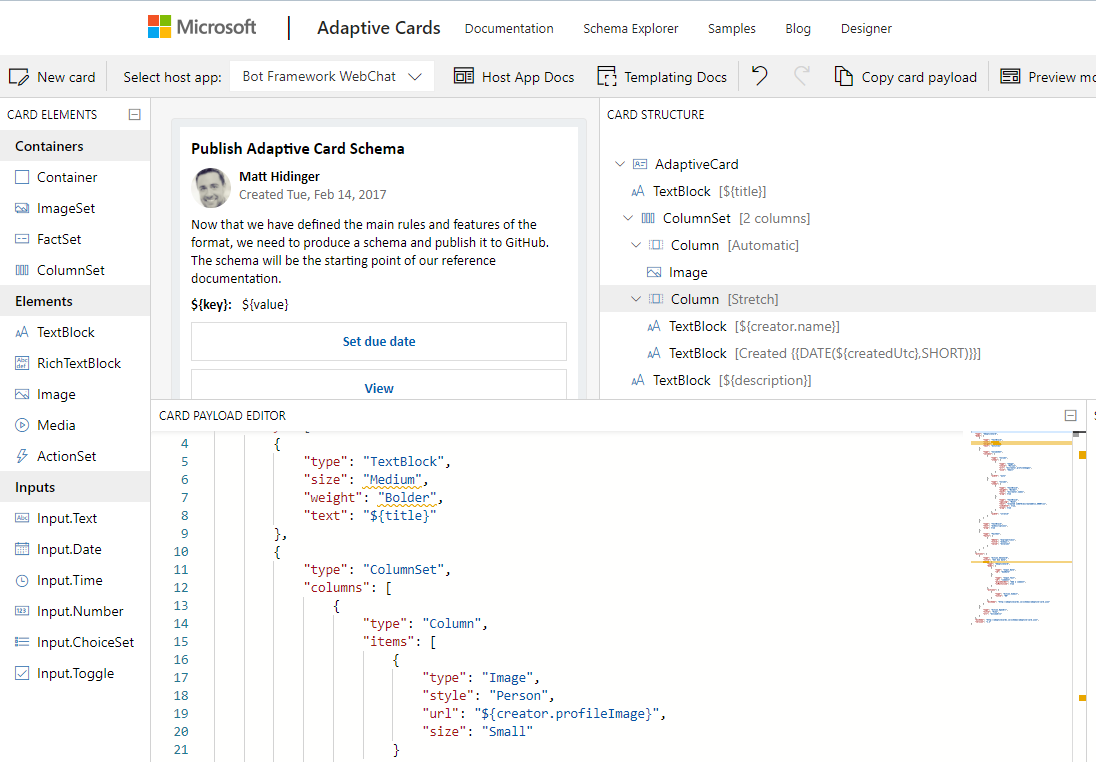 Microsoft Adaptive Cards Documentation Schema Explorer Samples Blog Designer
New card Select host app: Bot Framework WebChat Host App Docs Templating Docs Copy card payload Preview mo
CARD ELEMENTS
Containers
Container
ImageSet
FactSet
ColumnSet
Elements
TextBlock
RichTextBlock
Image
Media
ActionSet
Inputs
Input.Text
Input.Date
Input.Time
Input.Number
Input.ChoiceSet
Input.Toggle
Publish Adaptive Card Schema
Matt Hidinger
Created Tue, Feb 14, 2017
Now that we have defined the main rules and features of the
format, we need to produce a schema and publish it to GitHub.
The schema will be the starting point of our reference
documentation.
${key}: ${value}
Set due date
View
CARD STRUCTURE
AdaptiveCard
TextBlock [${title}]
ColumnSet [2 columns]
Column [Automatic]
Image
Column [Stretch]
TextBlock [${creator.name}]
TextBlock [Created {{DATE(${createdUtc},SHORT)}}]
TextBlock [${description}]
CARD PAYLOAD EDITOR
4 {
5 "type": "TextBlock",
6 "size": "Medium",
7 "weight": "Bolder",
8 "text": "${title}"
9 },
10 {
11 "type": "ColumnSet",
12 "columns": [
13 {
14 "type": "Column",
15 "items": [
16 {
17 "type": "Image",
18 "style": "Person",
19 "url": "${creator.profileImage}",
20 "size": "Small"
21 }